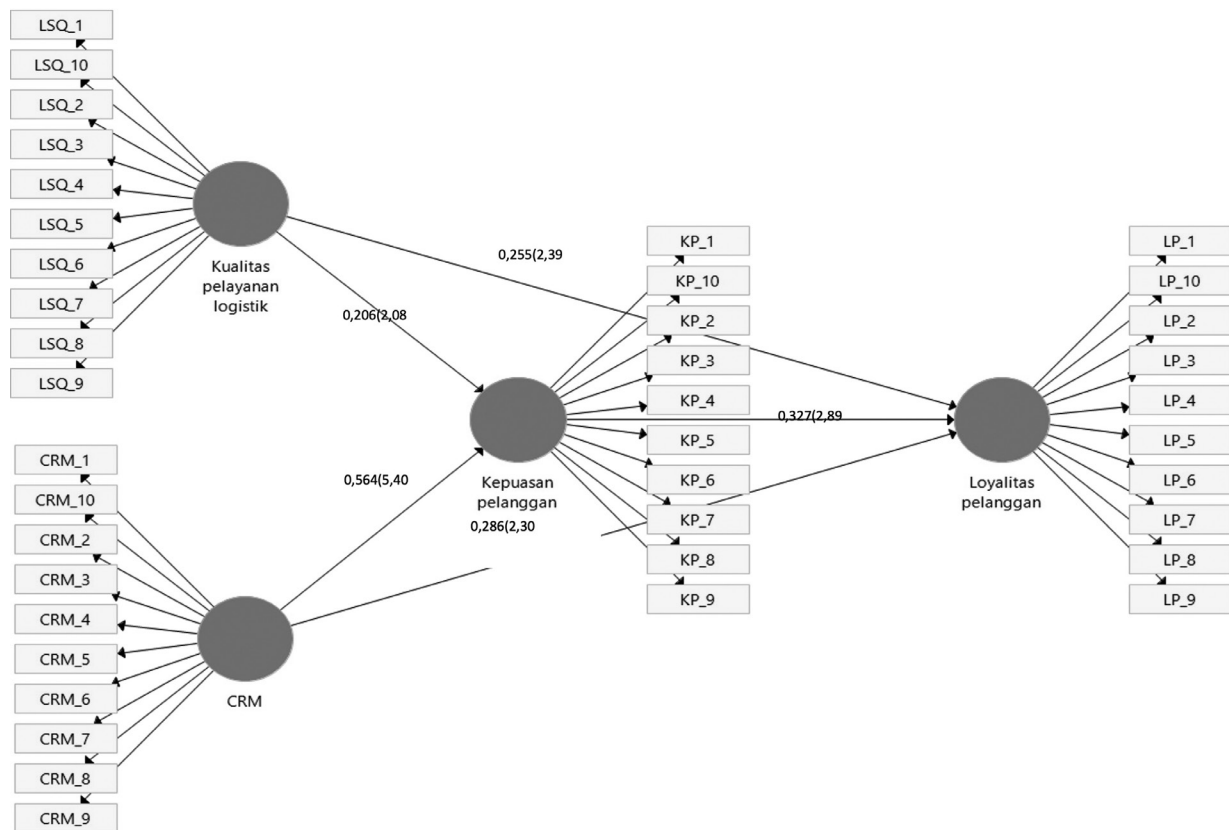 LSQ_1
LSQ_10
LSQ_2
LSQ_3
LSQ_4
LSQ_5
LSQ_6
LSQ_7
LSQ_8
LSQ_9
Kualitas
pelayanan
logistik
CRM_1
CRM_10
CRM_2
CRM_3
CRM_4
CRM_5
CRM_6
CRM_7
CRM_8
CRM_9
CRM
0,255(2,39
0,206(2,08
0,564(5,40
0,286(2,30
0,327(2,89
Kepuasan
pelanggan
KP_1
KP_10
KP_2
KP_3
KP_4
KP_5
KP_6
KP_7
KP_8
KP_9
Loyalitas
pelanggan
LP_1
LP_10
LP_2
LP_3
LP_4
LP_5
LP_6
LP_7
LP_8
LP_9